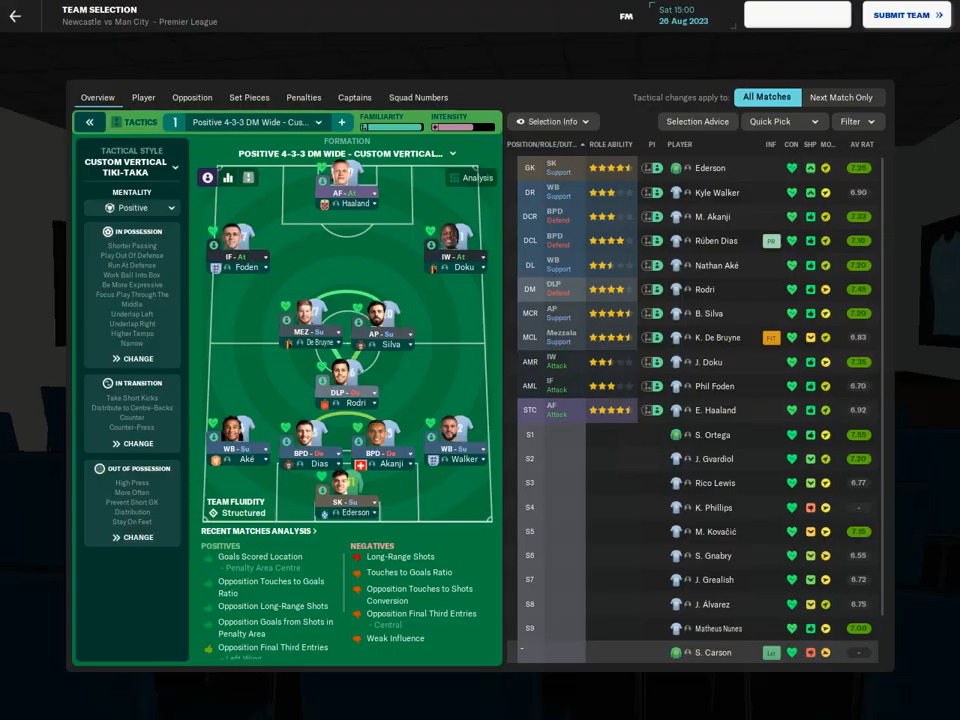 TEAM SELECTION
Newcastle vs Man City - Premier League
FM
Sat 15:00
26 Aug 2023
SUBMIT TEAM
Overview
Player
Opposition
Set Pieces
Penalties
Captains
Squad Numbers
Tactical changes apply to:
All Matches
Next Match Only
TACTICS
1
Positive 4-3-3 DM Wide - Cus...
FAMILIARITY
INTENSITY
TACTICAL STYLE
CUSTOM VERTICAL
TIKI-TAKA
MENTALITY
Positive
IN POSSESSION
Shorter Passing
Play Out Of Defence
Run At Defence
Work Ball Into Box
Be More Expressive
Focus Play Through The
Middle
Underlap Left
Underlap Right
Higher Tempo
Narrow
CHANGE
IN TRANSITION
Take Short Kicks
Distribute to Centre-Backs
Counter
Counter-Press
CHANGE
OUT OF POSSESSION
High Press
More Often
Prevent Short GK
Distribution
Stay On Feet
CHANGE
FORMATION
POSITIVE 4-3-3 DM WIDE - CUSTOM VERTICAL...
Analysis
AF - At
Haaland
IF - At
Foden
IW - At
Doku
MEZ - Su
De Bruyne
AP - Su
Silva
DLP - De
Rodri
WB - Su
Aké
BPD - De
Dias
BPD - De
Akanji
WB - Su
Walker
SK - Su
Ederson
TEAM FLUIDITY
Structured
RECENT MATCHES ANALYSIS
POSITIVES
Goals Scored Location
- Penalty Area Centre
Opposition Touches to Goals
Ratio
Opposition Long-Range Shots
Opposition Goals from Shots in
Penalty Area
Opposition Final Third Entries
- Left Wing
NEGATIVES
Long-Range Shots
Touches to Goals Ratio
Opposition Touches to Shots
Conversion
Opposition Final Third Entries
- Central
Weak Influence
Selection Info
Selection Advice
Quick Pick
Filter
POSITION/ROLE/DUT...
ROLE ABILITY
PI
PLAYER
INF
CON
SHP
MO...
AV RAT
GK SK Support Ederson 7.25
DR WB Support Kyle Walker 6.90
DCR BPD Defend M. Akanji 7.32
DCL BPD Defend Rúben Dias PR 7.10
DL WB Support Nathan Aké 7.20
DM DLP Defend Rodri 7.45
MCR AP Support B. Silva 7.20
MCL Mezzala Support K. De Bruyne FIT 6.83
AMR IW Attack J. Doku 7.35
AML IF Attack Phil Foden 6.70
STC AF Attack E. Haaland 6.92
S1 S. Ortega 7.55
S2 J. Gvardiol 7.20
S3 Rico Lewis 6.77
S4 K. Phillips -
S5 M. Kovačić 7.15
S6 S. Gnabry 6.55
S7 J. Grealish 6.72
S8 J. Álvarez 6.75
S9 Matheus Nunes 7.00
- S. Carson Lst -